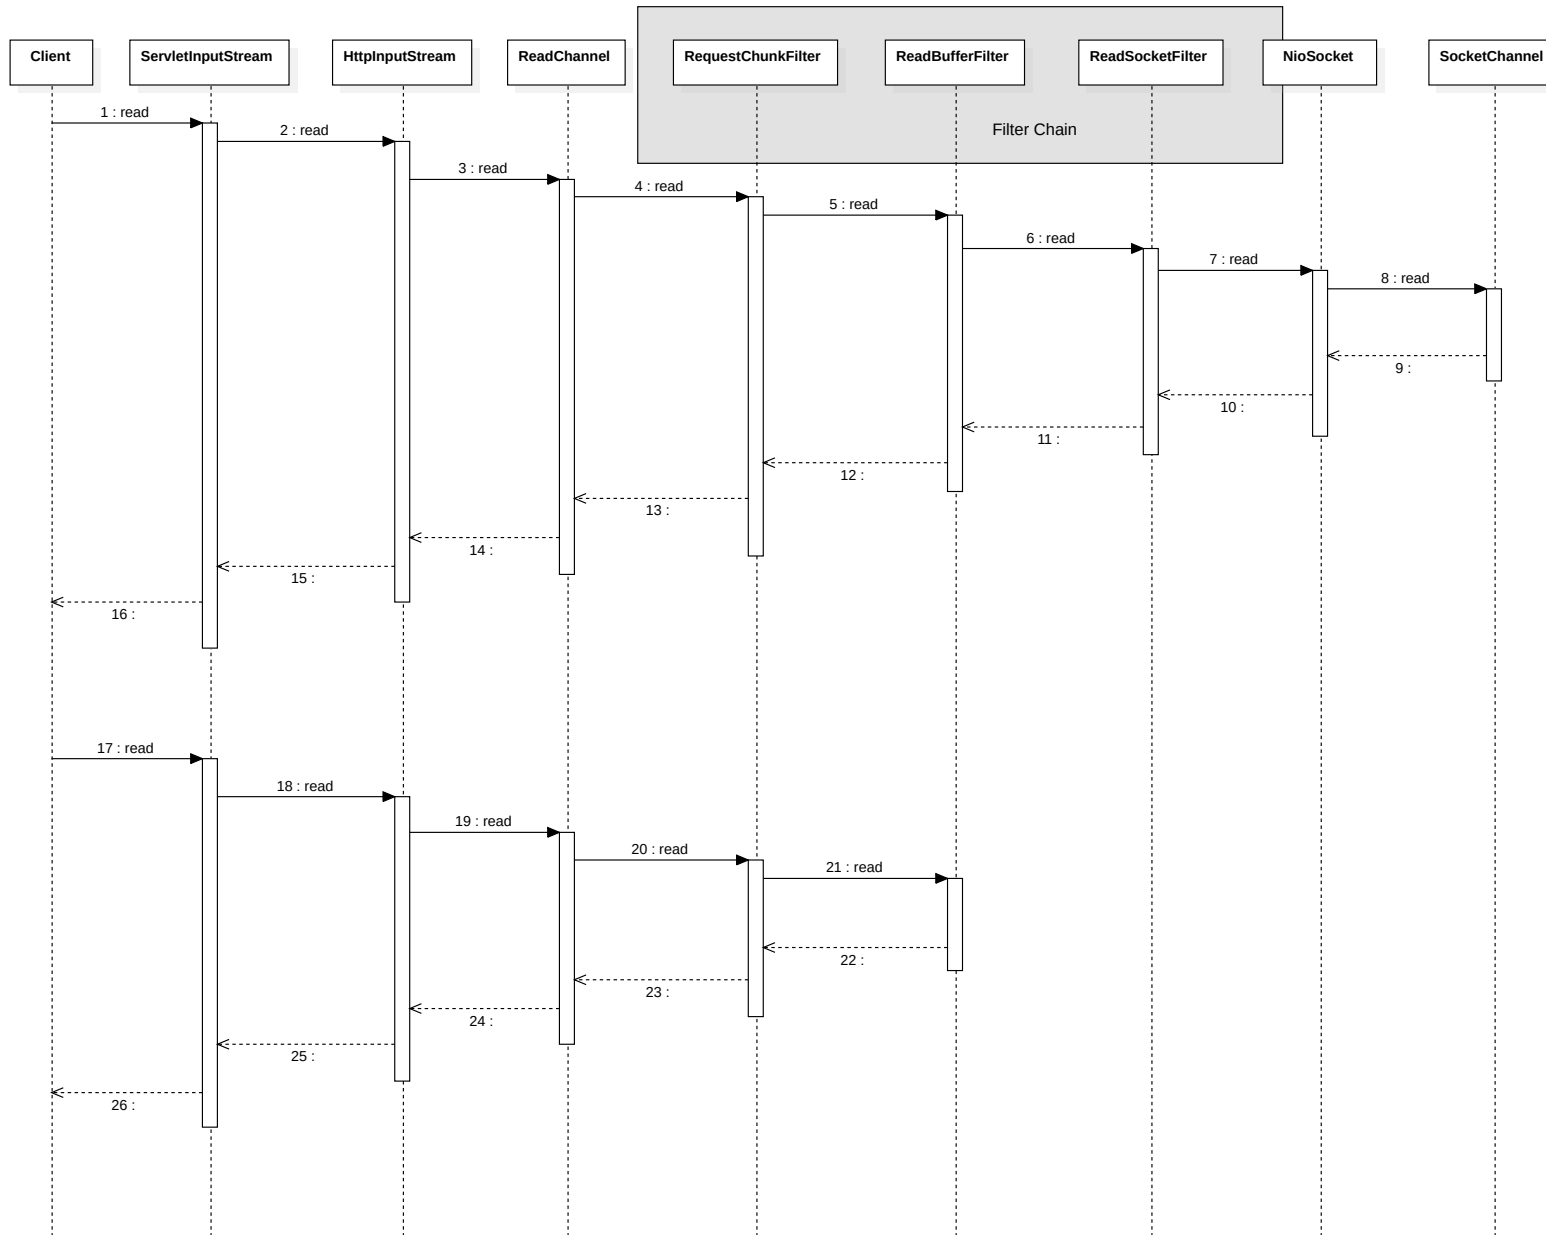 Client
ServletInputStream
HttpInputStream
ReadChannel
RequestChunkFilter
ReadBufferFilter
ReadSocketFilter
NioSocket
SocketChannel
Filter Chain
1 : read
2 : read
3 : read
4 : read
5 : read
6 : read
7 : read
8 : read
9 :
10 :
11 :
12 :
13 :
14 :
15 :
16 :
17 : read
18 : read
19 : read
20 : read
21 : read
22 :
23 :
24 :
25 :
26 :